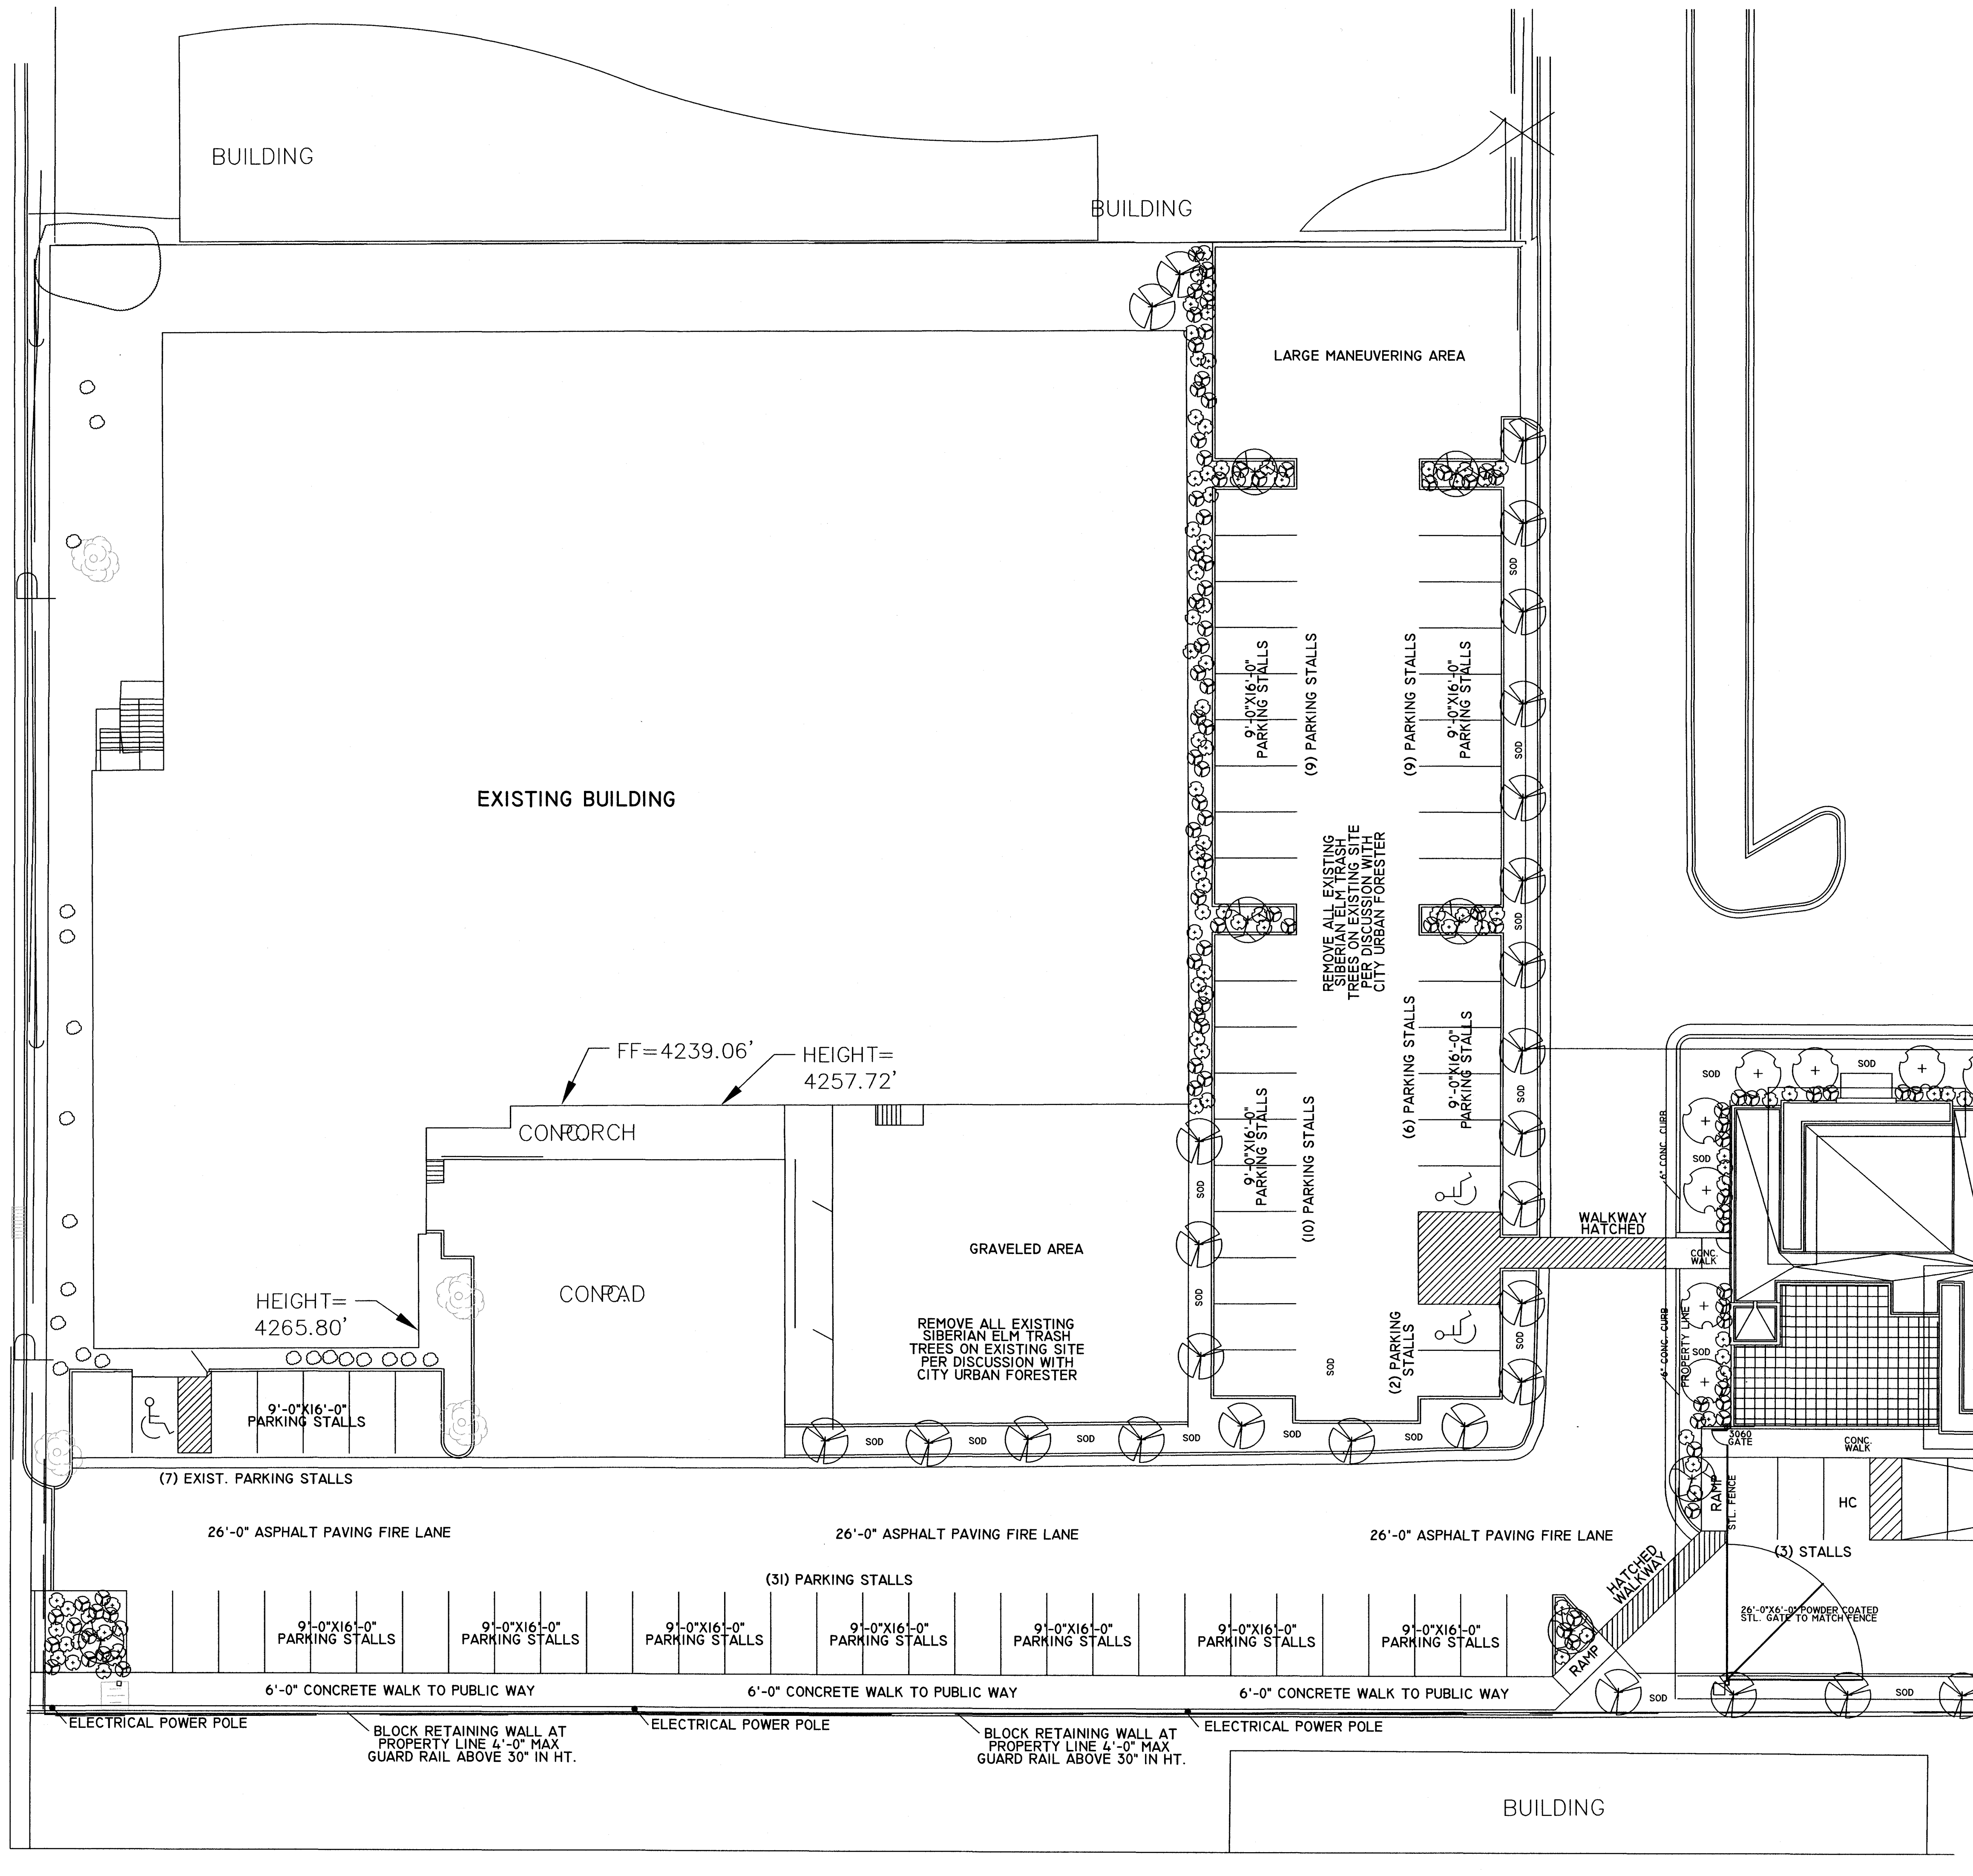 BUILDING
BUILDING
LARGE MANEUVERING AREA
SOD
9'-0"X16'-0"
PARKING STALLS
(9) PARKING STALLS
(9) PARKING STALLS
9'-0"X16'-0"
PARKING STALLS
SOD
EXISTING BUILDING
REMOVE ALL EXISTING
SIBERIAN ELM TRASH
TREES ON EXISTING SITE
PER DISCUSSION WITH
CITY URBAN FORESTER
SOD
FF=4239.06'
HEIGHT=
4257.72'
CONC.
PORCH
9'-0"X16'-0"
PARKING STALLS
(10) PARKING STALLS
(6) PARKING STALLS
9'-0"X16'-0"
PARKING STALLS
SOD
SOD
SOD
6" CONC. CURB
SOD
SOD
WALKWAY
HATCHED
CONC.
WALK
GRAVELED AREA
CONC.
PAD
HEIGHT=
4265.80'
SOD
REMOVE ALL EXISTING
SIBERIAN ELM TRASH
TREES ON EXISTING SITE
PER DISCUSSION WITH
CITY URBAN FORESTER
SOD
(2) PARKING
STALLS
SOD
6" CONC. CURB
PROPERTY LINE
SOD
9'-0"X16'-0"
PARKING STALLS
SOD
SOD
SOD
SOD
SOD
SOD
3060
GATE
CONC.
WALK
(7) EXIST. PARKING STALLS
RAMP
STL. FENCE
HC
26'-0" ASPHALT PAVING FIRE LANE
26'-0" ASPHALT PAVING FIRE LANE
26'-0" ASPHALT PAVING FIRE LANE
(3) STALLS
(31) PARKING STALLS
HATCHED
WALKWAY
26'-0"X6'-0" POWDER COATED
STL. GATE TO MATCH FENCE
9'-0"X16'-0"
PARKING STALLS
9'-0"X16'-0"
PARKING STALLS
9'-0"X16'-0"
PARKING STALLS
9'-0"X16'-0"
PARKING STALLS
9'-0"X16'-0"
PARKING STALLS
9'-0"X16'-0"
PARKING STALLS
9'-0"X16'-0"
PARKING STALLS
RAMP
6'-0" CONCRETE WALK TO PUBLIC WAY
6'-0" CONCRETE WALK TO PUBLIC WAY
6'-0" CONCRETE WALK TO PUBLIC WAY
SOD
SOD
ELECTRICAL POWER POLE
ELECTRICAL POWER POLE
ELECTRICAL POWER POLE
BLOCK RETAINING WALL AT
PROPERTY LINE 4'-0" MAX
GUARD RAIL ABOVE 30" IN HT.
BLOCK RETAINING WALL AT
PROPERTY LINE 4'-0" MAX
GUARD RAIL ABOVE 30" IN HT.
BUILDING